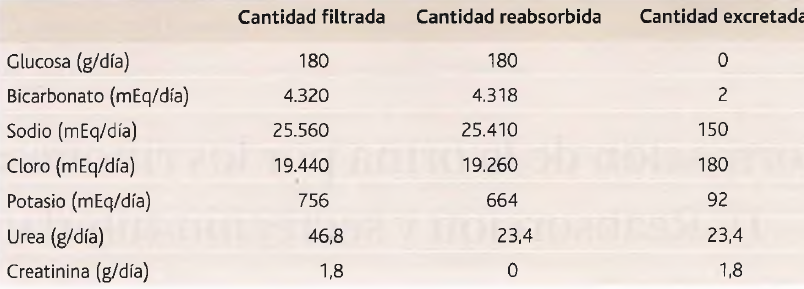 Cantidad filtrada Cantidad reabsorbida Cantidad excretada
Glucosa (g/día) 180 180 0
Bicarbonato (mEq/día) 4.320 4.318 2
Sodio (mEq/día) 25.560 25.410 150
Cloro (mEq/día) 19.440 19.260 180
Potasio (mEq/día) 756 664 92
Urea (g/día) 46,8 23,4 23,4
Creatinina (g/día) 1,8 0 1,8